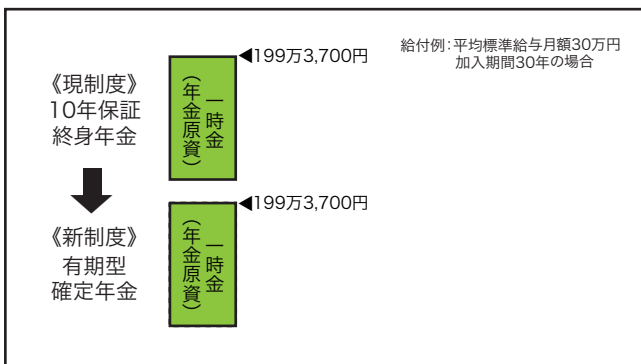 給付例：平均標準給与月額30万円
加入期間30年の場合
《現制度》
10年保証
終身年金
一時金
（年金原資）
◀199万3,700円
《新制度》
有期型
確定年金
一時金
（年金原資）
◀199万3,700円